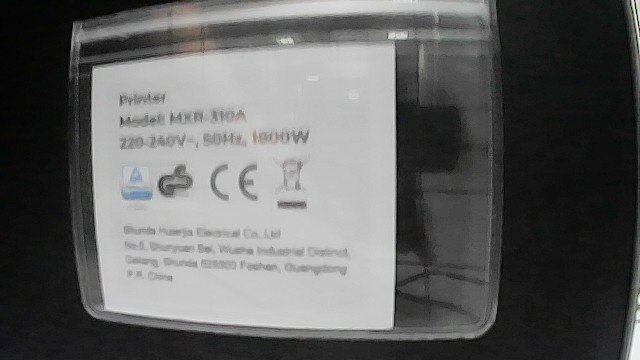 Printer
Model: MXR-310A
220-240V~, 50Hz, 1800W
CE
Shunda Huanjia Electrical Co., Ltd
No.5, Shunyuan Bei, Wusha Industrial District,
Daliang, Shunde 528300 Foshan, Guangdong
P.R. China